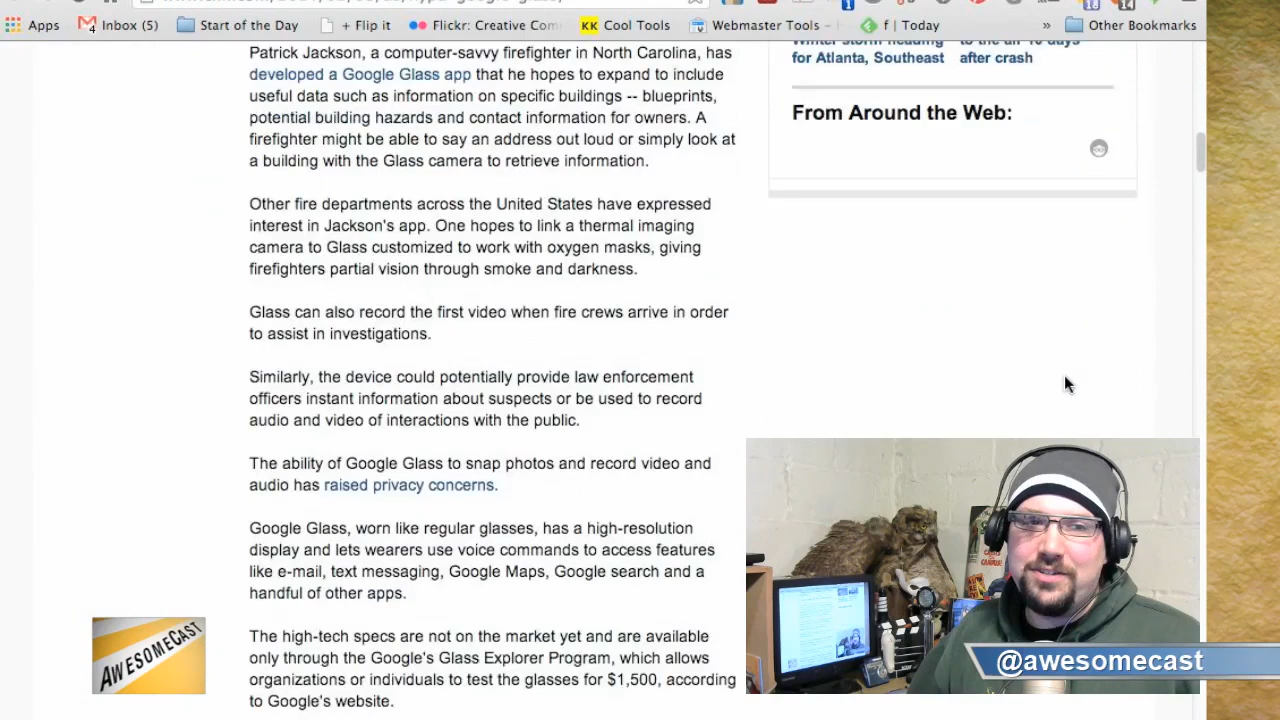 Apps
Inbox (5)
Start of the Day
+ Flip it
Flickr: Creative Com
KK Cool Tools
Webmaster Tools -
f | Today
»
Other Bookmarks
Patrick Jackson, a computer-savvy firefighter in North Carolina, has
developed a Google Glass app that he hopes to expand to include
useful data such as information on specific buildings -- blueprints,
potential building hazards and contact information for owners. A
firefighter might be able to say an address out loud or simply look at
a building with the Glass camera to retrieve information.
Other fire departments across the United States have expressed
interest in Jackson's app. One hopes to link a thermal imaging
camera to Glass customized to work with oxygen masks, giving
firefighters partial vision through smoke and darkness.
Glass can also record the first video when fire crews arrive in order
to assist in investigations.
Similarly, the device could potentially provide law enforcement
officers instant information about suspects or be used to record
audio and video of interactions with the public.
The ability of Google Glass to snap photos and record video and
audio has raised privacy concerns.
Google Glass, worn like regular glasses, has a high-resolution
display and lets wearers use voice commands to access features
like e-mail, text messaging, Google Maps, Google search and a
handful of other apps.
The high-tech specs are not on the market yet and are available
only through the Google's Glass Explorer Program, which allows
organizations or individuals to test the glasses for $1,500, according
to Google's website.
Winter storm heading
for Atlanta, Southeast
to the air 10 days
after crash
From Around the Web:
AWESOMECAST
@awesomecast